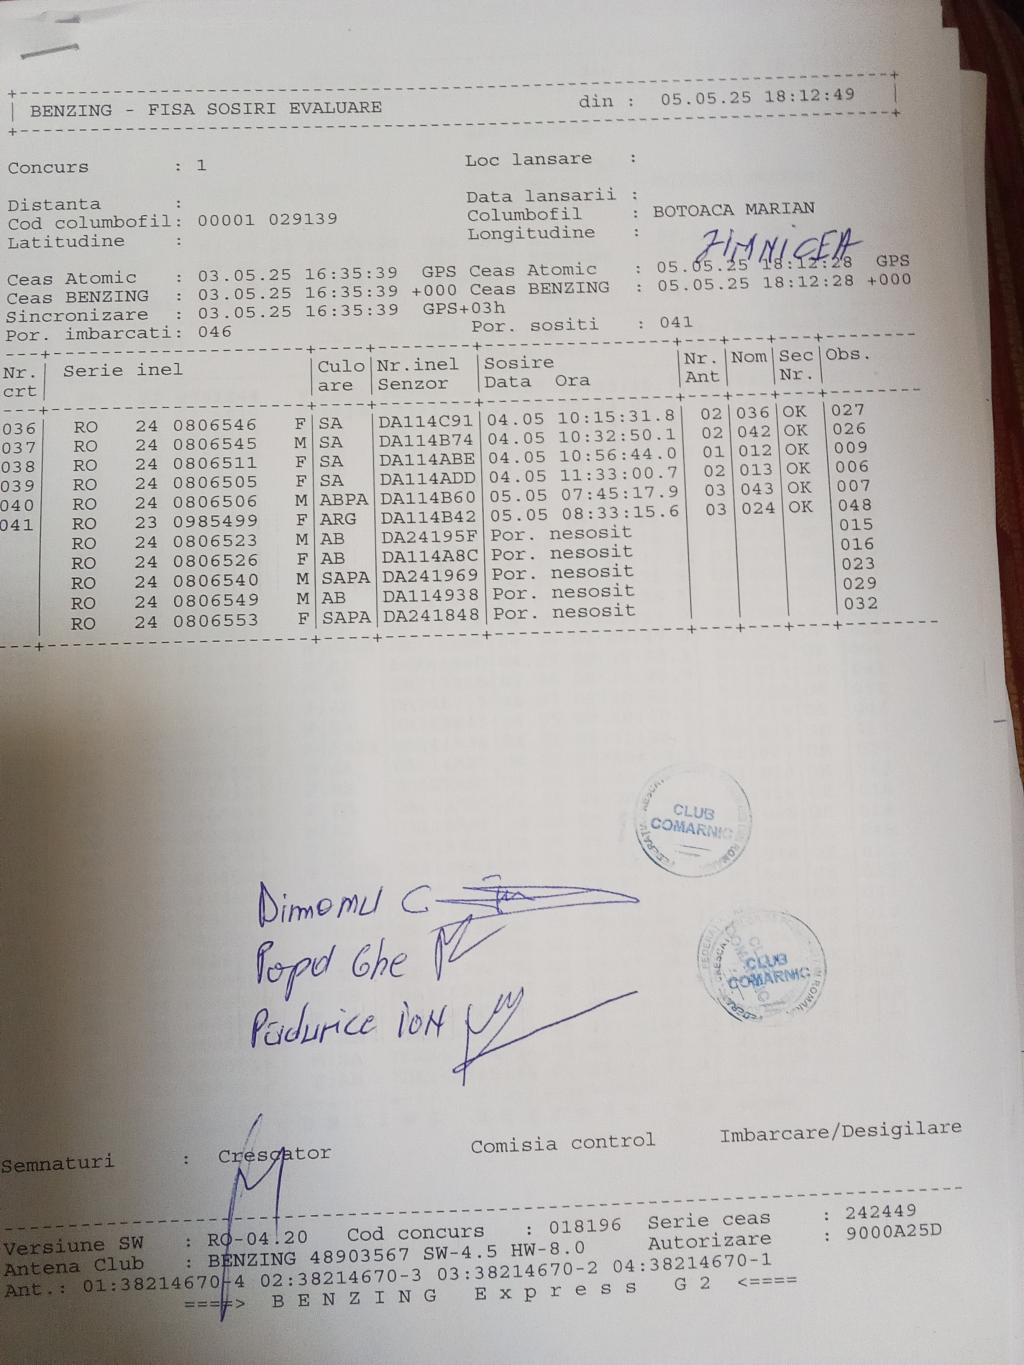 BENZING - FISA SOSIRI EVALUARE din : 05.05.25 18:12:49
Concurs : 1 Loc lansare :
Distanta : Data lansarii :
Cod columbofil: 00001 029139 Columbofil : BOTOACA MARIAN
Latitudine : Longitudine :
ZIMNICEA
Ceas Atomic : 03.05.25 16:35:39 GPS Ceas Atomic : 05.05.25 18:12:28 GPS
Ceas BENZING : 03.05.25 16:35:39 +000 Ceas BENZING : 05.05.25 18:12:28 +000
Sincronizare : 03.05.25 16:35:39 GPS+03h
Por. imbarcati: 046 Por. sositi : 041
Nr. Serie inel Culo Nr.inel Sosire Nr. Nom Sec Obs.
crt are Senzor Data Ora Ant Nr.
036 RO 24 0806546 F SA DA114C91 04.05 10:15:31.8 02 036 OK 027
037 RO 24 0806545 M SA DA114B74 04.05 10:32:50.1 02 042 OK 026
038 RO 24 0806511 F SA DA114ABE 04.05 10:56:44.0 01 012 OK 009
039 RO 24 0806505 F SA DA114ADD 04.05 11:33:00.7 02 013 OK 006
040 RO 24 0806506 M ABPA DA114B60 05.05 07:45:17.9 03 043 OK 007
041 RO 23 0985499 F ARG DA114B42 05.05 08:33:15.6 03 024 OK 048
RO 24 0806523 M AB DA24195F Por. nesosit 015
RO 24 0806526 F AB DA114A8C Por. nesosit 016
RO 24 0806540 M SAPA DA241969 Por. nesosit 023
RO 24 0806549 M AB DA114938 Por. nesosit 029
RO 24 0806553 F SAPA DA241848 Por. nesosit 032
CLUB
COMARNIC
Dimomu C
Popa Ghe
CLUB
COMARNIC
Pădurice ION
Semnaturi : Crescator Comisia control Imbarcare/Desigilare
Versiune SW : RO-04.20 Cod concurs : 018196 Serie ceas : 242449
Antena Club : BENZING 48903567 SW-4.5 HW-8.0 Autorizare : 9000A25D
Ant.: 01:38214670-4 02:38214670-3 03:38214670-2 04:38214670-1
====> B E N Z I N G E x p r e s s G 2 <====